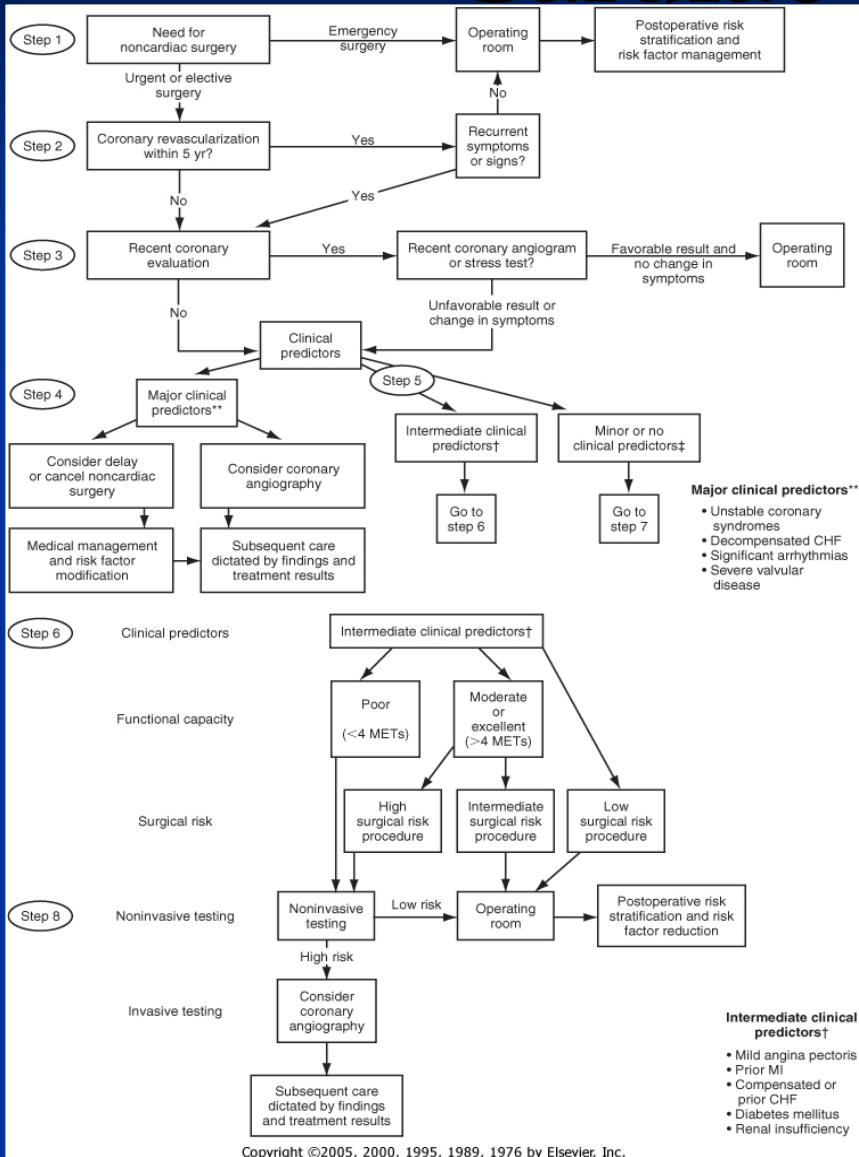 Step 1
Need for
noncardiac surgery
Emergency
surgery
Operating
room
Postoperative risk
stratification and
risk factor management
Urgent or elective
surgery
No
Step 2
Coronary revascularization
within 5 yr?
Yes
Recurrent
symptoms
or signs?
No
Yes
Step 3
Recent coronary
evaluation
Yes
Recent coronary angiogram
or stress test?
Favorable result and
no change in
symptoms
Operating
room
No
Unfavorable result or
change in symptoms
Clinical
predictors
Step 4
Major clinical
predictors**
Step 5
Intermediate clinical
predictors†
Minor or no
clinical predictors‡
Consider delay
or cancel noncardiac
surgery
Consider coronary
angiography
Go to
step 6
Go to
step 7
Medical management
and risk factor
modification
Subsequent care
dictated by findings and
treatment results
Major clinical predictors**
• Unstable coronary
syndromes
• Decompensated CHF
• Significant arrhythmias
• Severe valvular
disease
Step 6
Clinical predictors
Intermediate clinical predictors†
Functional capacity
Poor
(<4 METs)
Moderate
or
excellent
(>4 METs)
Surgical risk
High
surgical risk
procedure
Intermediate
surgical risk
procedure
Low
surgical risk
procedure
Step 8
Noninvasive testing
Noninvasive
testing
Low risk
Operating
room
Postoperative risk
stratification and risk
factor reduction
High risk
Invasive testing
Consider
coronary
angiography
Subsequent care
dictated by findings
and treatment results
Intermediate clinical
predictors†
• Mild angina pectoris
• Prior MI
• Compensated or
prior CHF
• Diabetes mellitus
• Renal insufficiency
Copyright ©2005, 2000, 1995, 1989, 1976 by Elsevier, Inc.